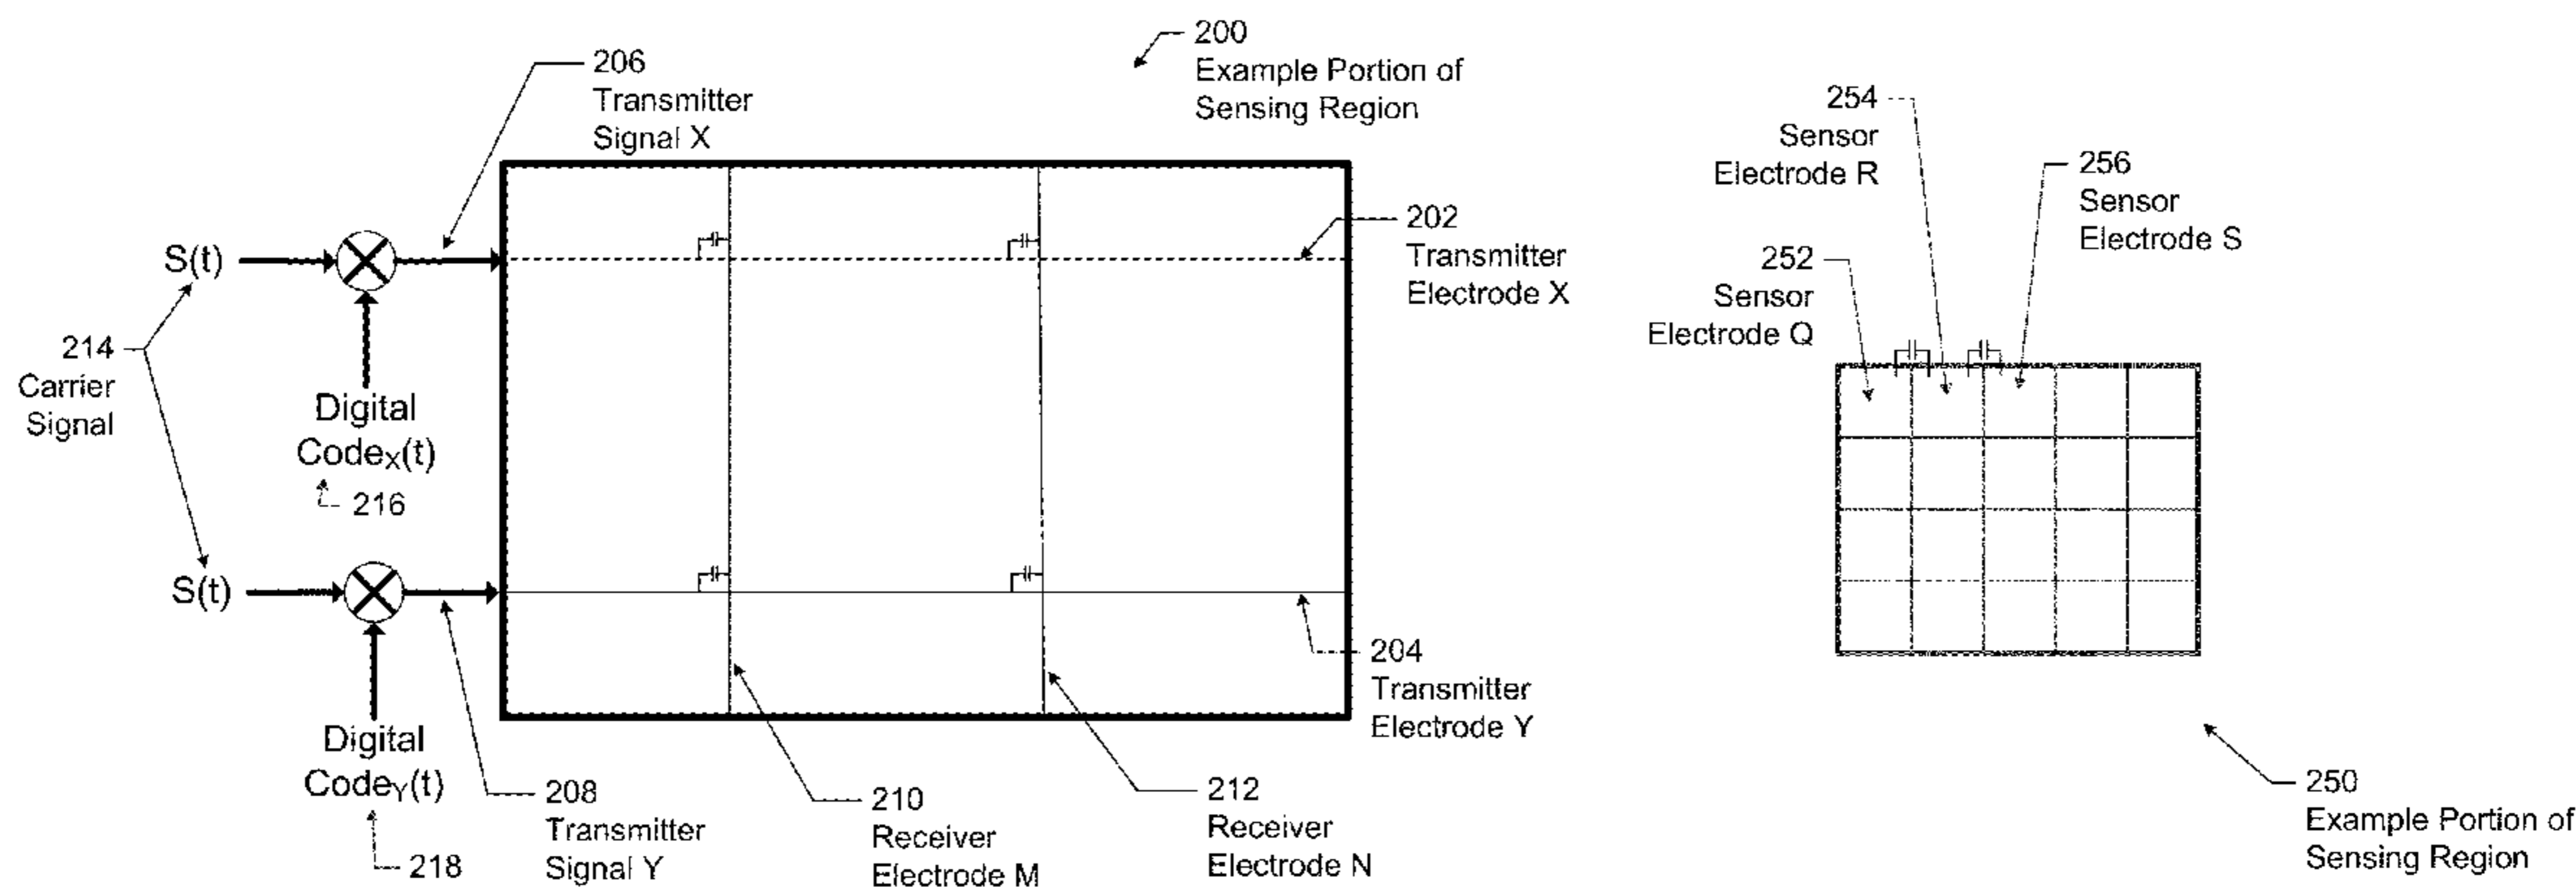 200
Example Portion of
Sensing Region
206
Transmitter
Signal X
202
Transmitter
Electrode X
S(t)
214
Carrier
Signal
Digital
CodeX(t)
216
S(t)
204
Transmitter
Electrode Y
Digital
CodeY(t)
218
208
Transmitter
Signal Y
210
Receiver
Electrode M
212
Receiver
Electrode N
254
Sensor
Electrode R
256
Sensor
Electrode S
252
Sensor
Electrode Q
250
Example Portion of
Sensing Region